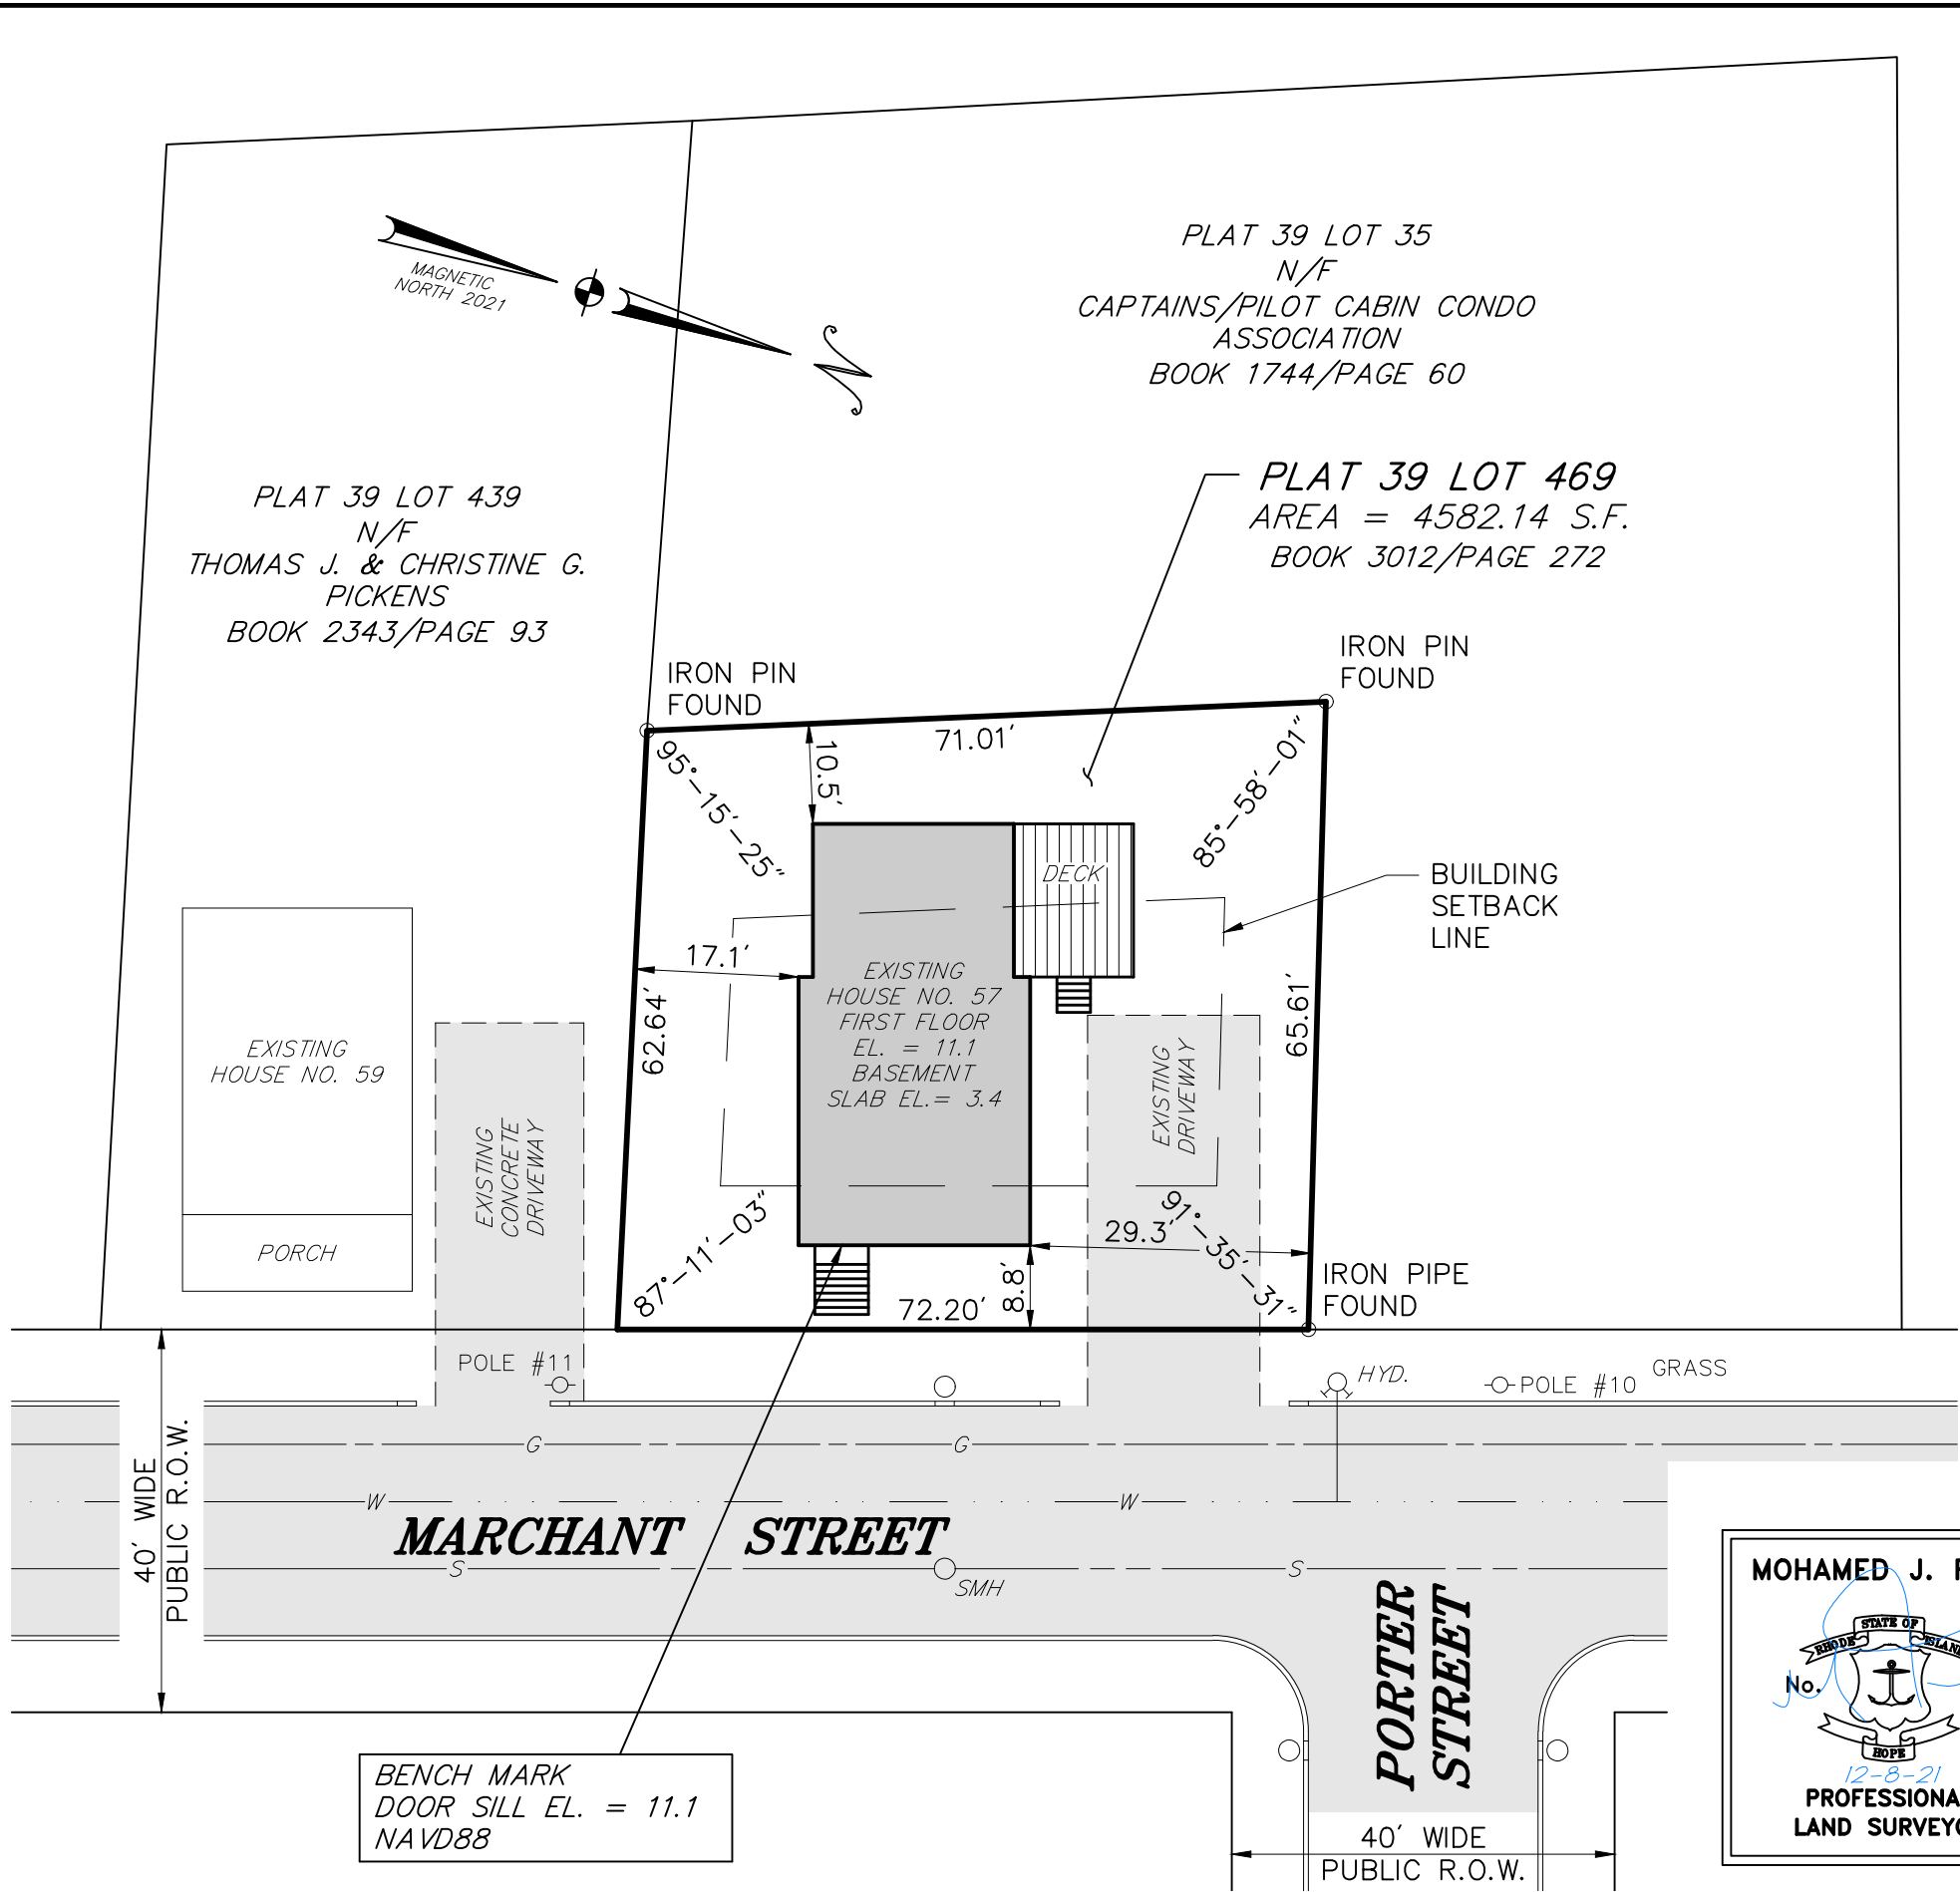 MAGNETIC
NORTH 2021
N
PLAT 39 LOT 35
N/F
CAPTAINS/PILOT CABIN CONDO
ASSOCIATION
BOOK 1744/PAGE 60
PLAT 39 LOT 469
AREA = 4582.14 S.F.
BOOK 3012/PAGE 272
PLAT 39 LOT 439
N/F
THOMAS J. & CHRISTINE G.
PICKENS
BOOK 2343/PAGE 93
IRON PIN
FOUND
IRON PIN
FOUND
71.01'
10.5'
95°-15'-25"
85°-58'-01"
DECK
BUILDING
SETBACK
LINE
17.1'
62.64'
65.61'
EXISTING
HOUSE NO. 57
FIRST FLOOR
EL. = 11.1
BASEMENT
SLAB EL.= 3.4
EXISTING
HOUSE NO. 59
PORCH
EXISTING
CONCRETE
DRIVEWAY
EXISTING
DRIVEWAY
87°-11'-03"
91°-35'-31"
29.3'
8.8'
72.20'
IRON PIPE
FOUND
POLE #11
HYD.
POLE #10
GRASS
G
G
W
W
MARCHANT STREET
S
S
SMH
40' WIDE
PUBLIC R.O.W.
PORTER
STREET
40' WIDE
PUBLIC R.O.W.
BENCH MARK
DOOR SILL EL. = 11.1
NAVD88
MOHAMED J.
STATE OF
RHODE
No.
HOPE
12-8-21
PROFESSIONA
LAND SURVEYO